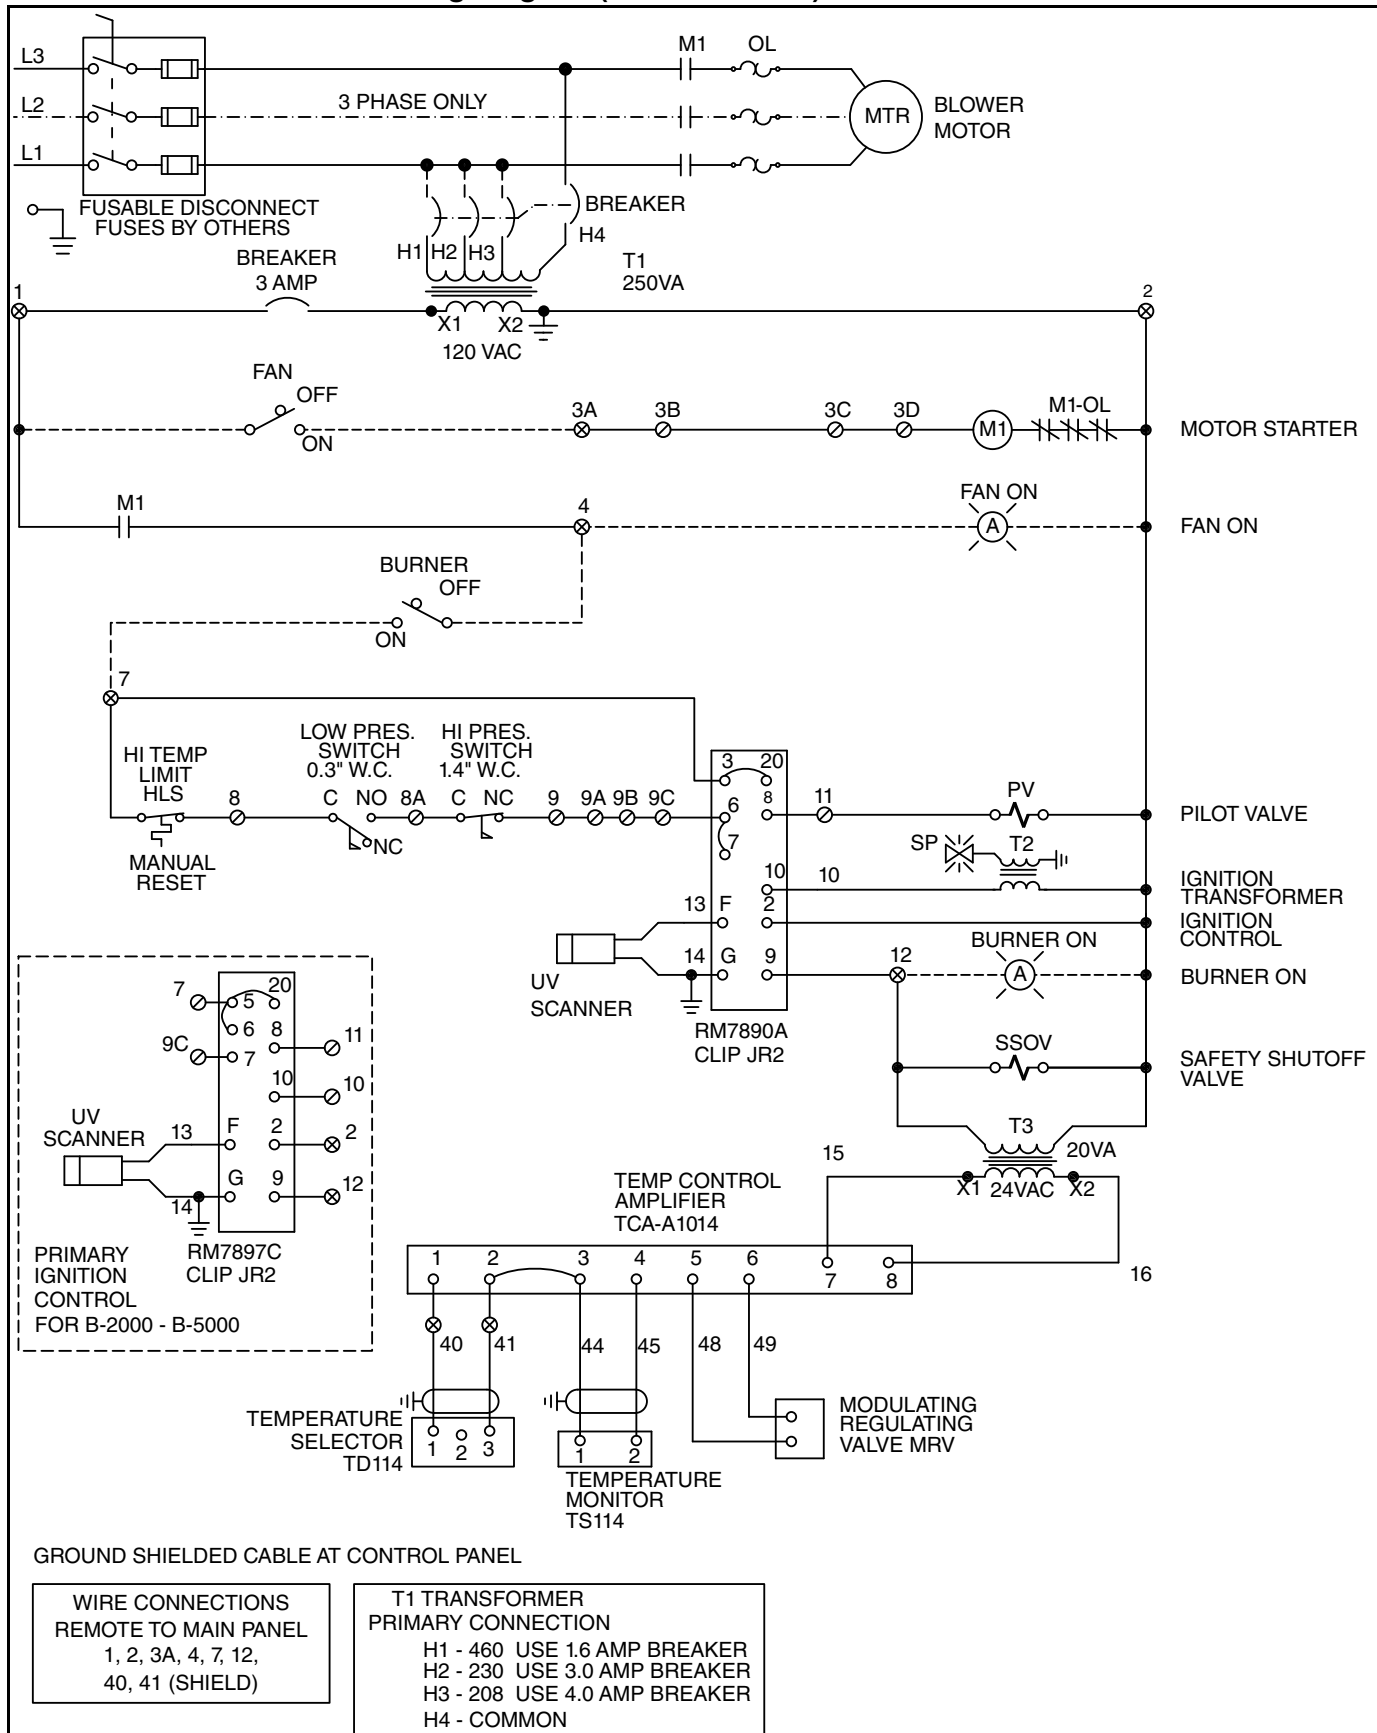 L3
M1 OL
L2
3 PHASE ONLY
MTR
BLOWER
MOTOR
L1
FUSABLE DISCONNECT
FUSES BY OTHERS
BREAKER
H1 H2 H3 H4
BREAKER
3 AMP
T1
250VA
1
2
X1 X2
120 VAC
FAN
OFF
ON
3A 3B 3C 3D
M1
M1-OL
MOTOR STARTER
M1
4
FAN ON
A
FAN ON
BURNER
OFF
ON
7
HI TEMP
LIMIT
HLS
LOW PRES.
SWITCH
0.3" W.C.
HI PRES.
SWITCH
1.4" W.C.
8 C NO 8A C NC 9 9A 9B 9C
NC
MANUAL
RESET
3 20
6 8
7
10
F 2
G 9
11
PV
PILOT VALVE
SP
T2
10
IGNITION
TRANSFORMER
13
IGNITION
CONTROL
14
UV
SCANNER
12
BURNER ON
A
BURNER ON
RM7890A
CLIP JR2
SSOV
SAFETY SHUTOFF
VALVE
7
5 20
6 8
11
9C
7
10
10
UV
SCANNER
13
F 2
2
14
G 9
12
RM7897C
CLIP JR2
PRIMARY
IGNITION
CONTROL
FOR B-2000 - B-5000
T3
20VA
15
X1 24VAC X2
TEMP CONTROL
AMPLIFIER
TCA-A1014
1 2 3 4 5 6
7 8
16
40 41 44 45 48 49
TEMPERATURE
SELECTOR
TD114
1 2 3
1 2
TEMPERATURE
MONITOR
TS114
MODULATING
REGULATING
VALVE MRV
GROUND SHIELDED CABLE AT CONTROL PANEL
WIRE CONNECTIONS
REMOTE TO MAIN PANEL
1, 2, 3A, 4, 7, 12,
40, 41 (SHIELD)
T1 TRANSFORMER
PRIMARY CONNECTION
H1 - 460 USE 1.6 AMP BREAKER
H2 - 230 USE 3.0 AMP BREAKER
H3 - 208 USE 4.0 AMP BREAKER
H4 - COMMON